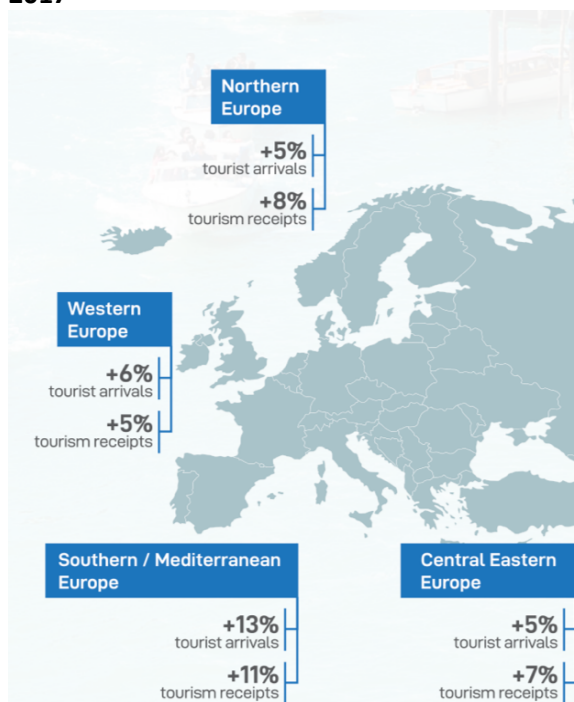 2017
Northern
Europe
+5%
tourist arrivals
+8%
tourism receipts
Western
Europe
+6%
tourist arrivals
+5%
tourism receipts
Southern / Mediterranean
Europe
+13%
tourist arrivals
+11%
tourism receipts
Central Eastern
Europe
+5%
tourist arrivals
+7%
tourism receipts